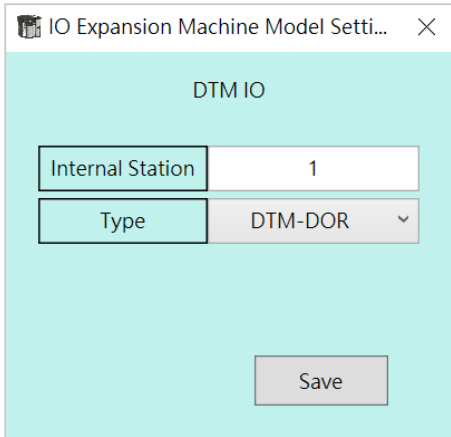 IO Expansion Machine Model Setti...
DTM IO
Internal Station 1
Type DTM-DOR
Save